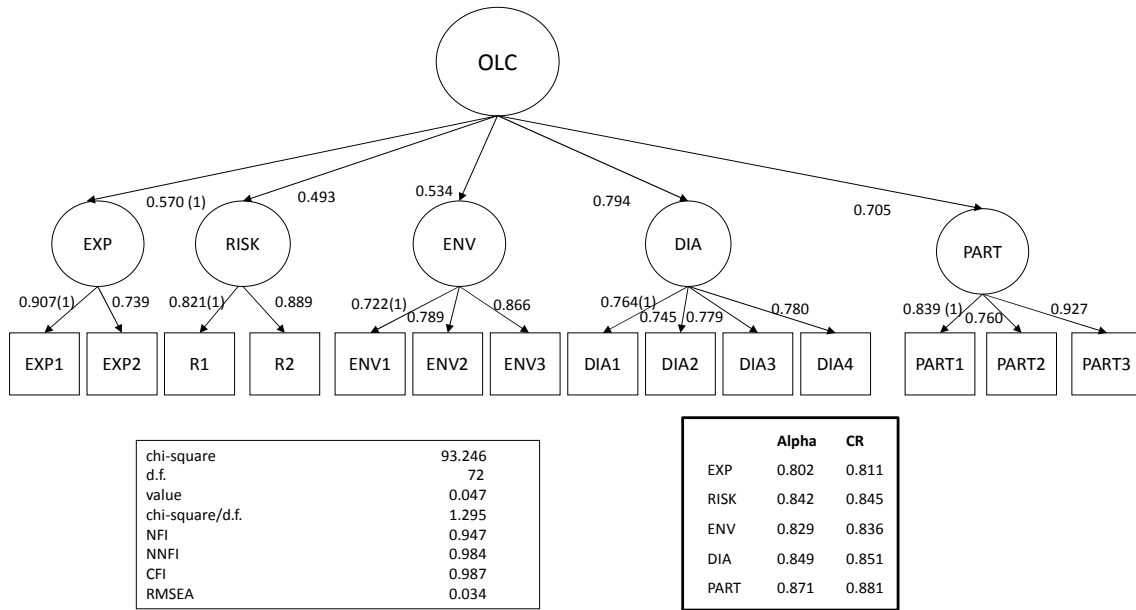 OLC
0.570 (1)
0.493
0.534
0.794
0.705
EXP
RISK
ENV
DIA
PART
0.907(1)
0.739
0.821(1)
0.889
0.722(1)
0.789
0.866
0.764(1)
0.745
0.779
0.780
0.839 (1)
0.760
0.927
EXP1
EXP2
R1
R2
ENV1
ENV2
ENV3
DIA1
DIA2
DIA3
DIA4
PART1
PART2
PART3
chi-square 93.246
d.f. 72
value 0.047
chi-square/d.f. 1.295
NFI 0.947
NNFI 0.984
CFI 0.987
RMSEA 0.034
Alpha CR
EXP 0.802 0.811
RISK 0.842 0.845
ENV 0.829 0.836
DIA 0.849 0.851
PART 0.871 0.881